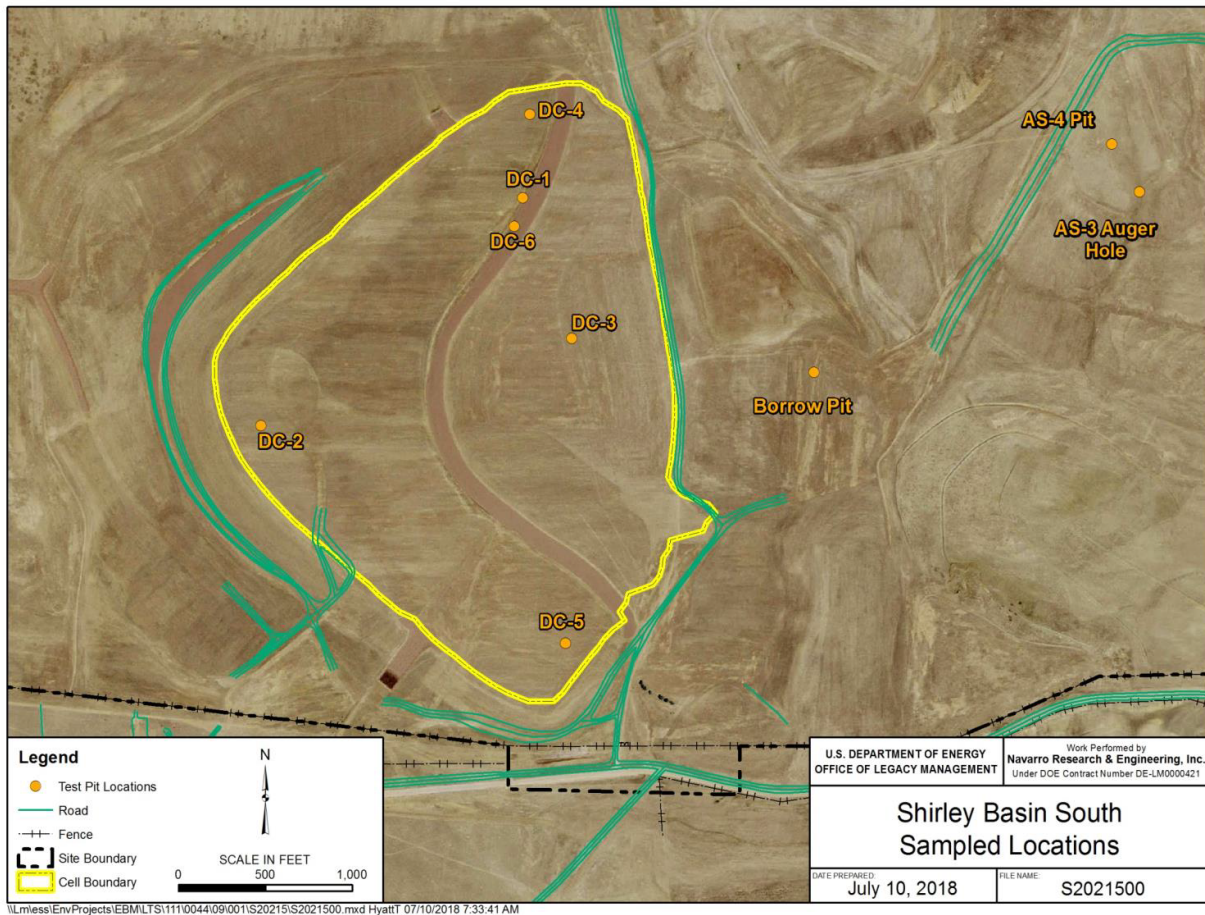 DC-4
AS-4 Pit
DC-1
AS-3 Auger
Hole
DC-6
DC-3
Borrow Pit
DC-2
DC-5
Legend
Test Pit Locations
Road
Fence
Site Boundary
Cell Boundary
N
SCALE IN FEET
0 500 1,000
U.S. DEPARTMENT OF ENERGY
OFFICE OF LEGACY MANAGEMENT
Work Performed by
Navarro Research & Engineering, Inc.
Under DOE Contract Number DE-LM0000421
Shirley Basin South
Sampled Locations
DATE PREPARED:
July 10, 2018
FILE NAME:
S2021500
\\Lm\ess\EnvProjects\EBM\LTS\111\0044\09\001\S20215\S2021500.mxd HyattT 07/10/2018 7:33:41 AM